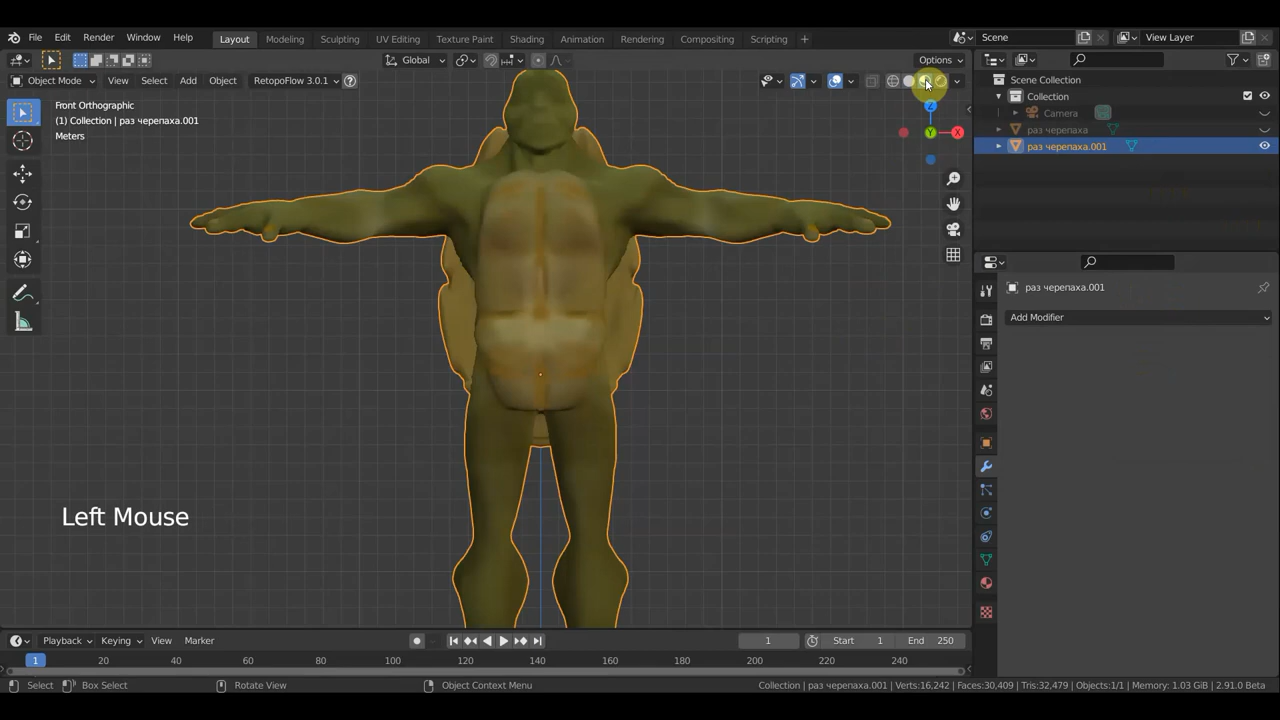 File Edit Render Window Help Layout Modeling Sculpting UV Editing Texture Paint Shading Animation Rendering Compositing Scripting + Scene View Layer
Global Options
Object Mode View Select Add Object RetopoFlow 3.0.1 ?
Front Orthographic
(1) Collection | раз черепаха.001
Meters
Z
Y X
Scene Collection
Collection
Camera
раз черепаха
раз черепаха.001
раз черепаха.001
Add Modifier
Left Mouse
Playback Keying View Marker 1 Start 1 End 250
1 20 40 60 80 100 120 140 160 180 200 220 240
Select Box Select Rotate View Object Context Menu Collection | раз черепаха.001 | Verts:16,242 | Faces:30,409 | Tris:32,479 | Objects:1/1 | Memory: 1.03 GiB | 2.91.0 Beta